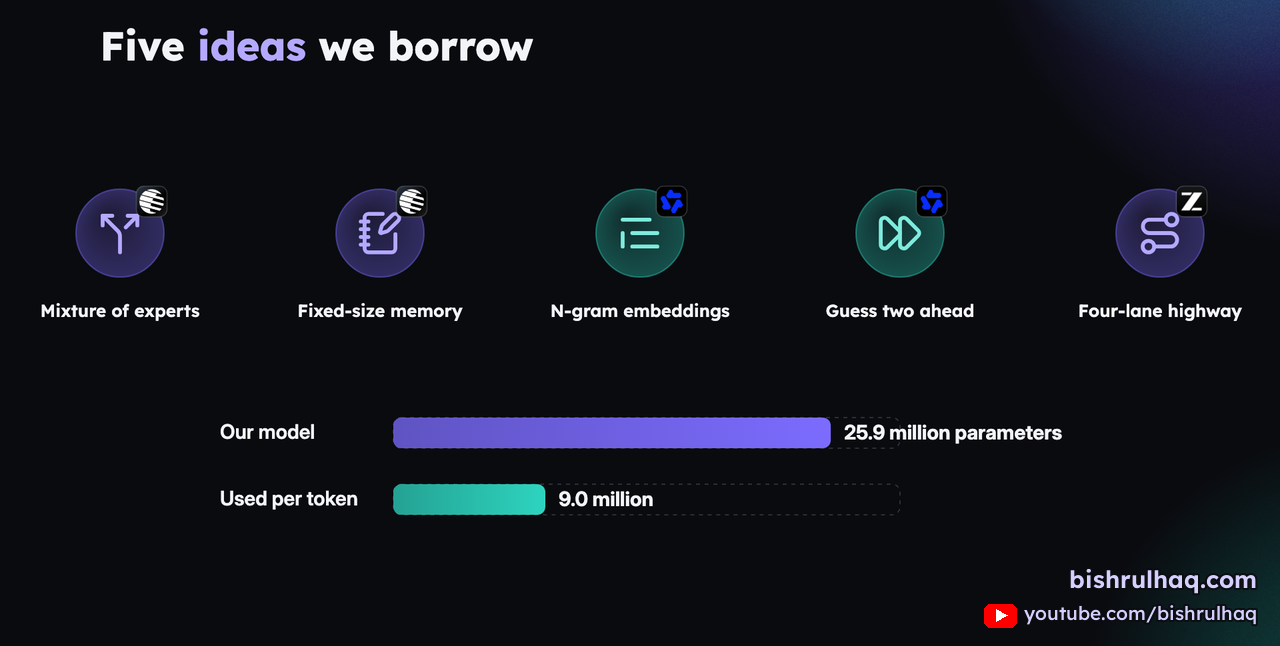 Five ideas we borrow
Mixture of experts
Fixed-size memory
N-gram embeddings
Guess two ahead
Four-lane highway
Our model
25.9 million parameters
Used per token
9.0 million
bishrulhaq.com
youtube.com/bishrulhaq